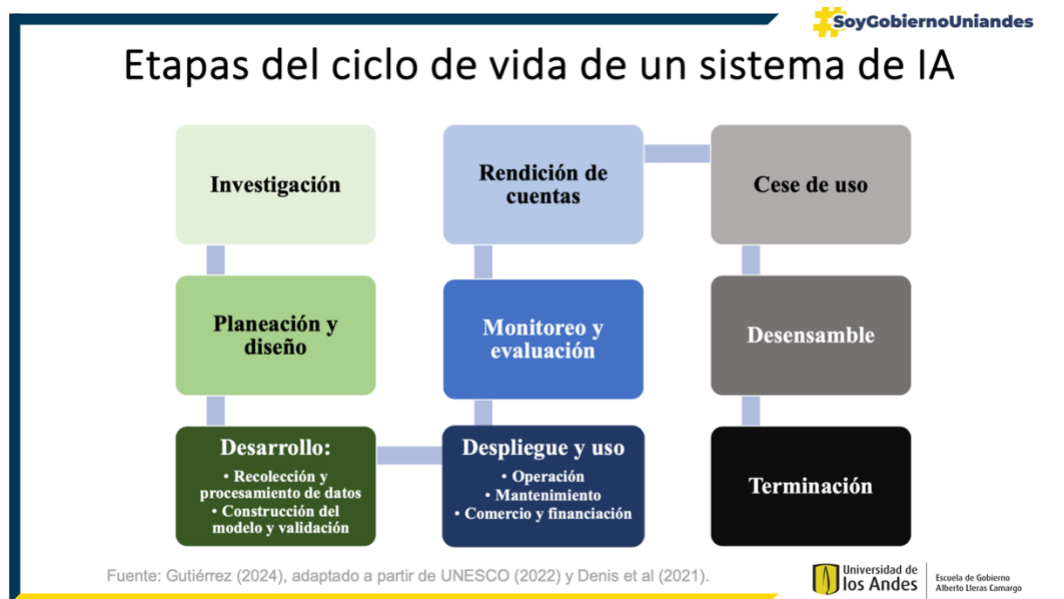 #SoyGobiernoUniandes
Etapas del ciclo de vida de un sistema de IA
Investigación
Planeación y
diseño
Desarrollo:
• Recolección y
procesamiento de datos
• Construcción del
modelo y validación
Despliegue y uso
• Operación
• Mantenimiento
• Comercio y financiación
Monitoreo y
evaluación
Rendición de
cuentas
Cese de uso
Desensamble
Terminación
Fuente: Gutiérrez (2024), adaptado a partir de UNESCO (2022) y Denis et al (2021).
Universidad de
los Andes
Escuela de Gobierno
Alberto Lleras Camargo